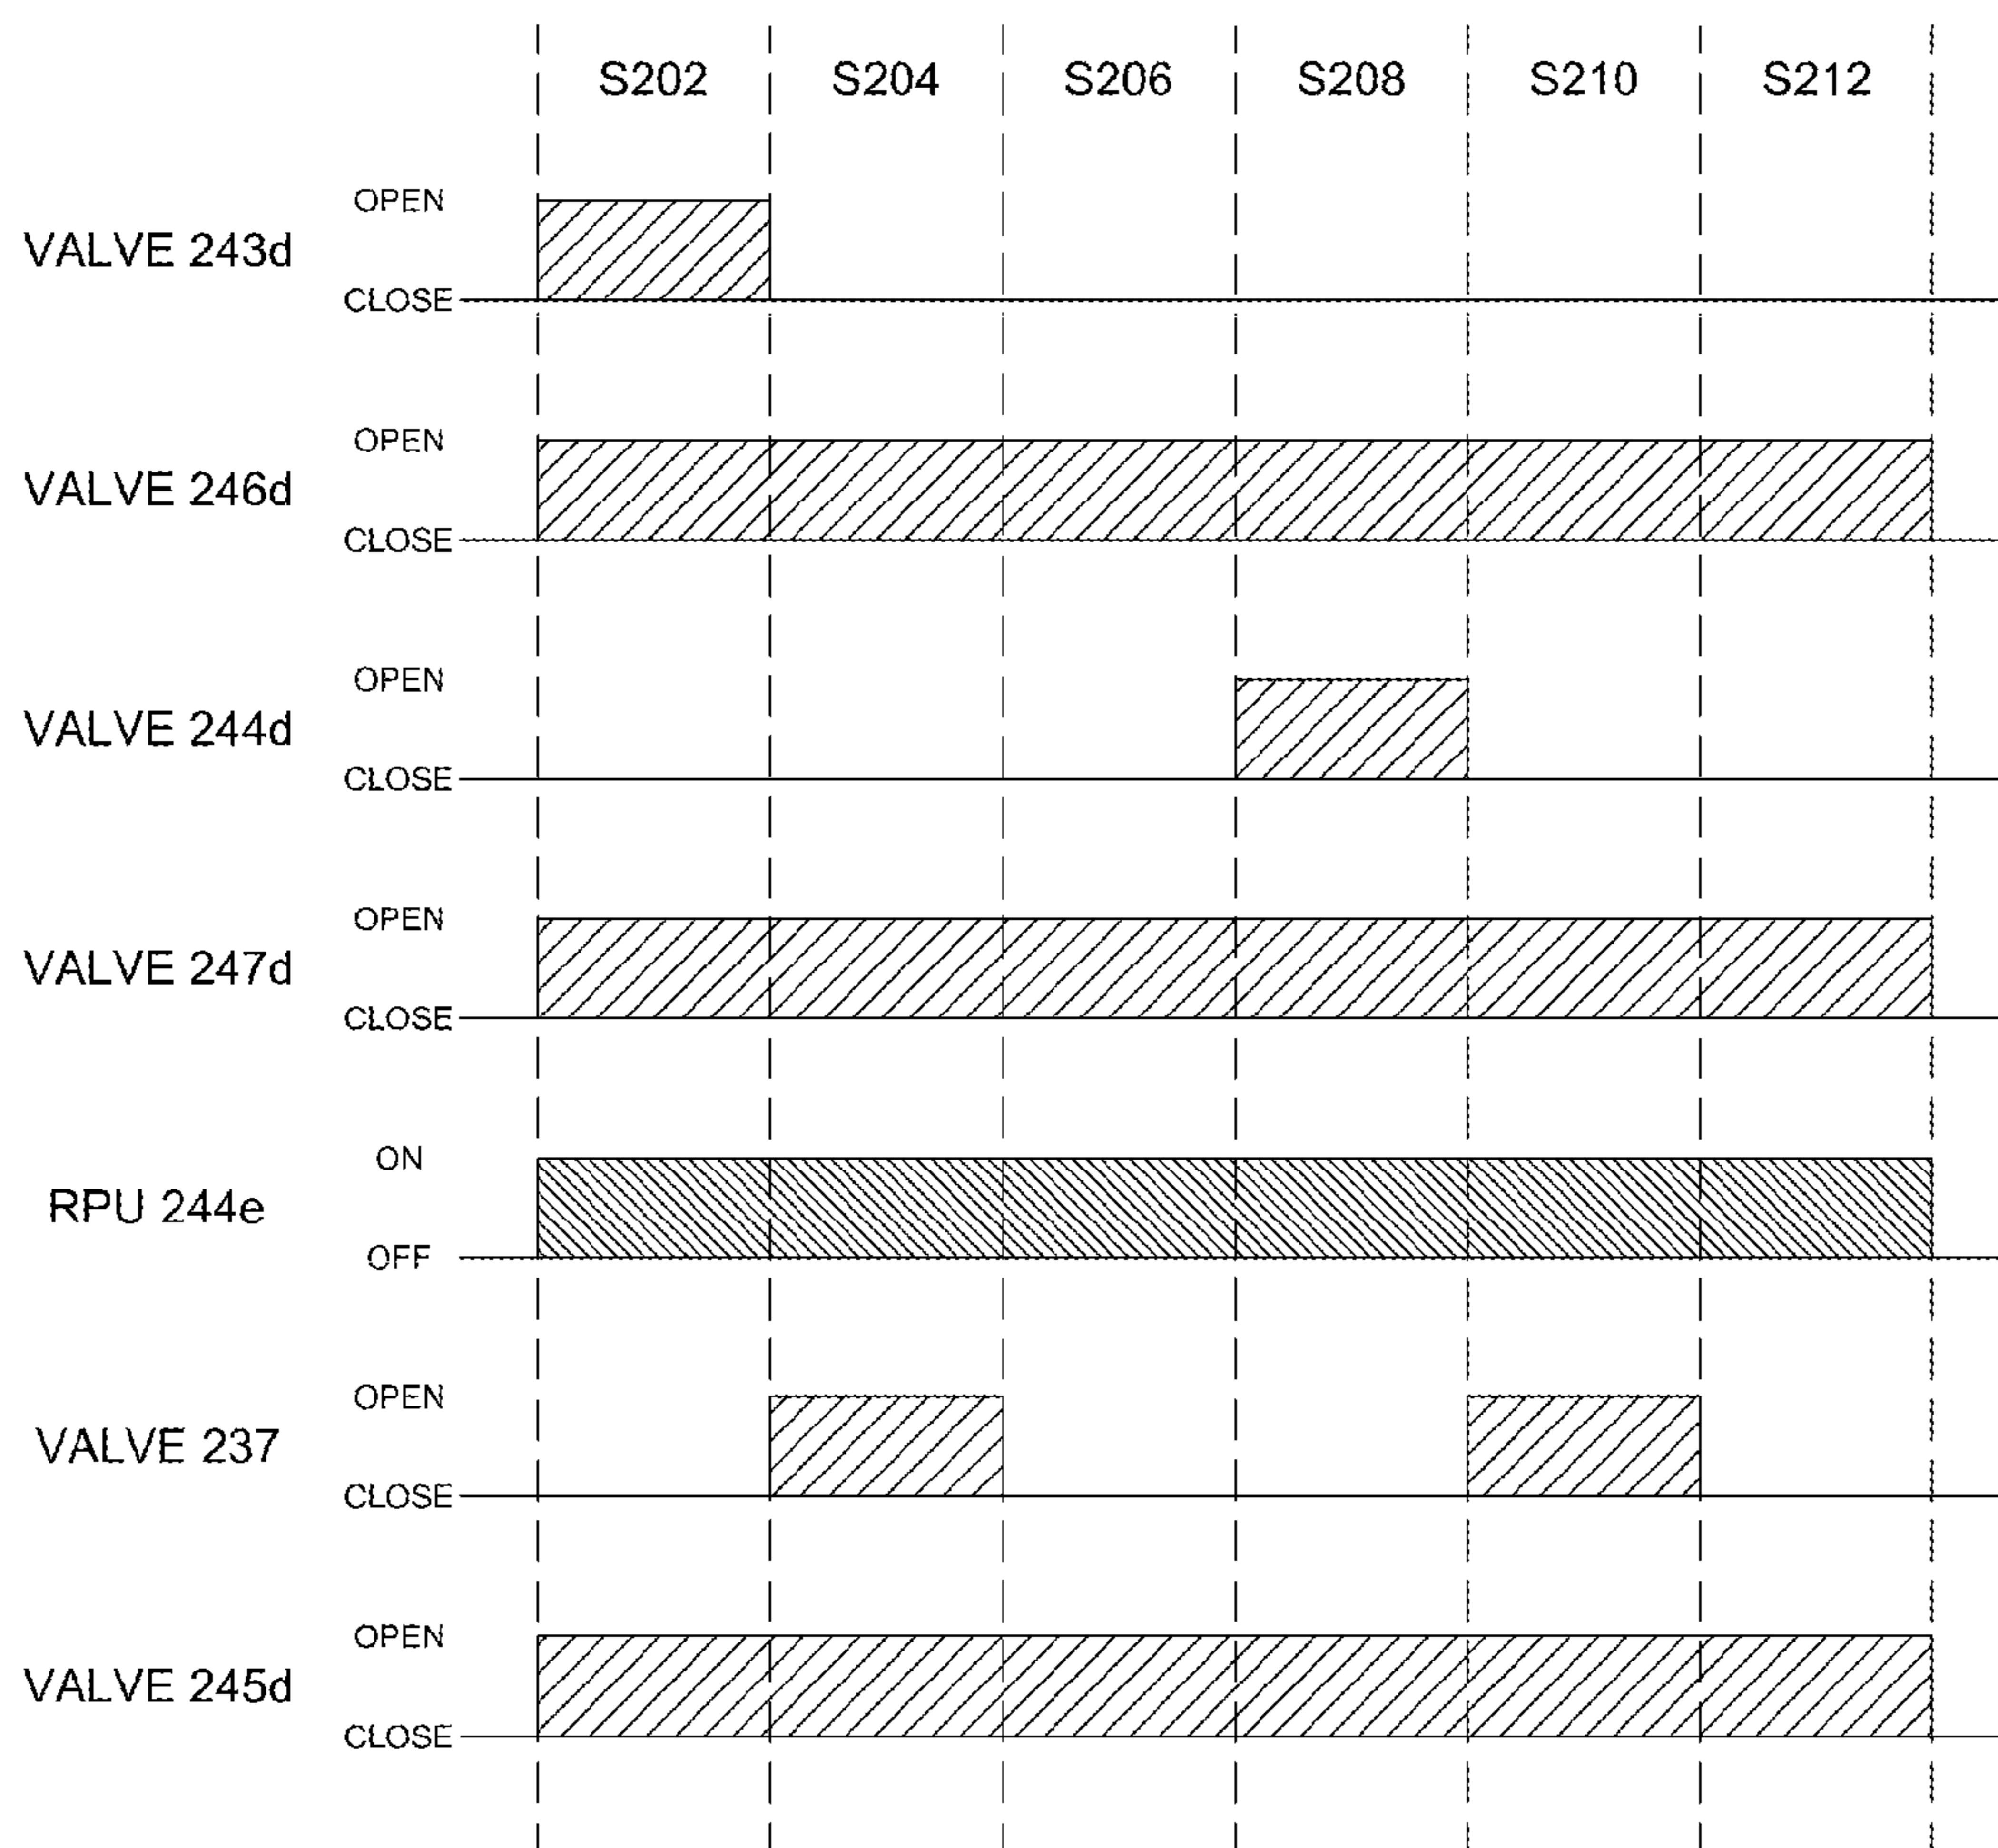 S202 S204 S206 S208 S210 S212
OPEN
VALVE 243d
CLOSE
OPEN
VALVE 246d
CLOSE
OPEN
VALVE 244d
CLOSE
OPEN
VALVE 247d
CLOSE
ON
RPU 244e
OFF
OPEN
VALVE 237
CLOSE
OPEN
VALVE 245d
CLOSE